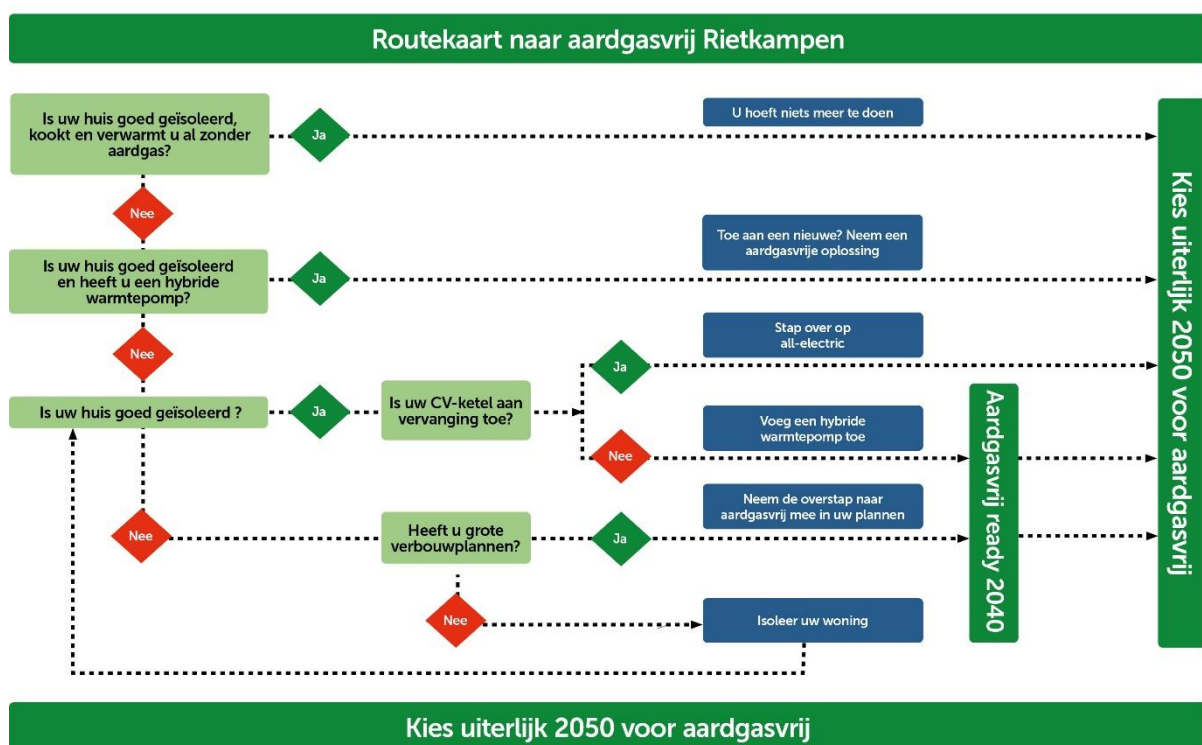 Routekaart naar aardgasvrij Rietkampen
Is uw huis goed geïsoleerd,
kookt en verwarmt u al zonder
aardgas?
Ja
U hoeft niets meer te doen
Nee
Is uw huis goed geïsoleerd
en heeft u een hybride
warmtepomp?
Ja
Toe aan een nieuwe? Neem een
aardgasvrije oplossing
Nee
Is uw huis goed geïsoleerd ?
Ja
Is uw CV-ketel aan
vervanging toe?
Ja
Stap over op
all-electric
Nee
Voeg een hybride
warmtepomp toe
Nee
Heeft u grote
verbouwplannen?
Ja
Neem de overstap naar
aardgasvrij mee in uw plannen
Nee
Isoleer uw woning
Aardgasvrij ready 2040
Kies uiterlijk 2050 voor aardgasvrij
Kies uiterlijk 2050 voor aardgasvrij